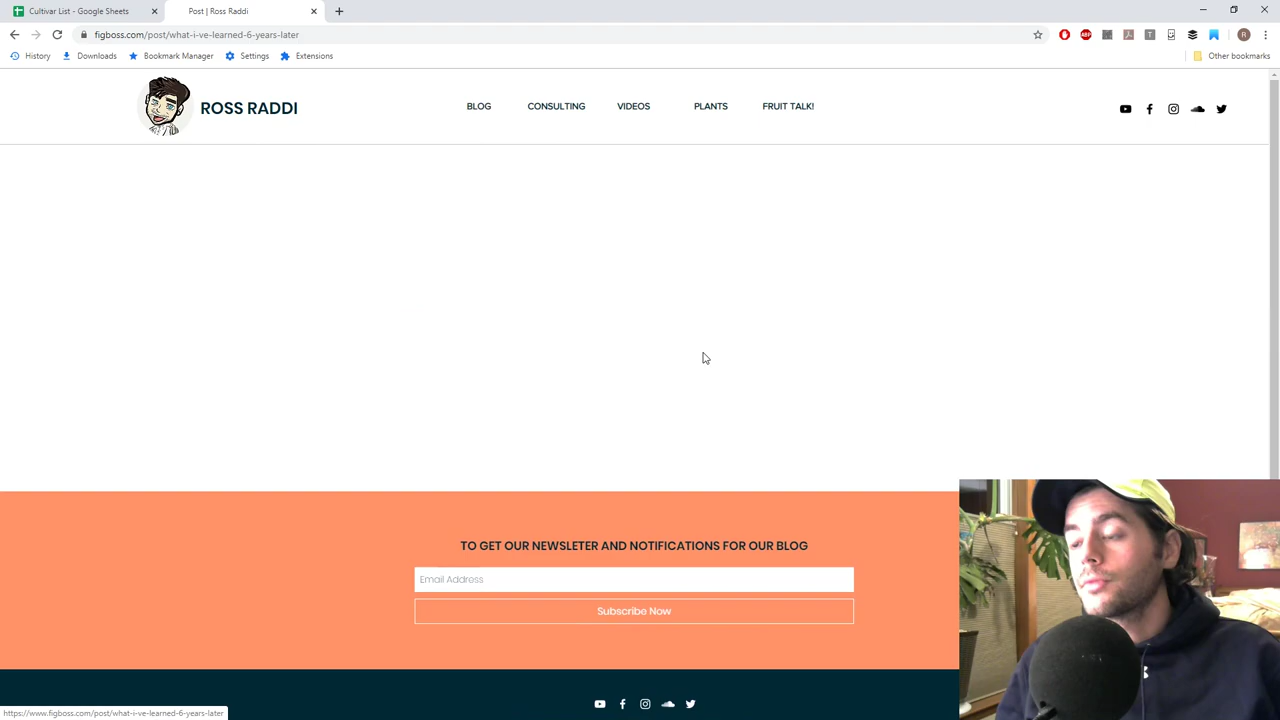 Cultivar List - Google Sheets
Post | Ross Raddi
figboss.com/post/what-i-ve-learned-6-years-later
History
Downloads
Bookmark Manager
Settings
Extensions
Other bookmarks
ROSS RADDI
BLOG
CONSULTING
VIDEOS
PLANTS
FRUIT TALK!
TO GET OUR NEWSLETER AND NOTIFICATIONS FOR OUR BLOG
Email Address
Subscribe Now
https://www.figboss.com/post/what-i-ve-learned-6-years-later